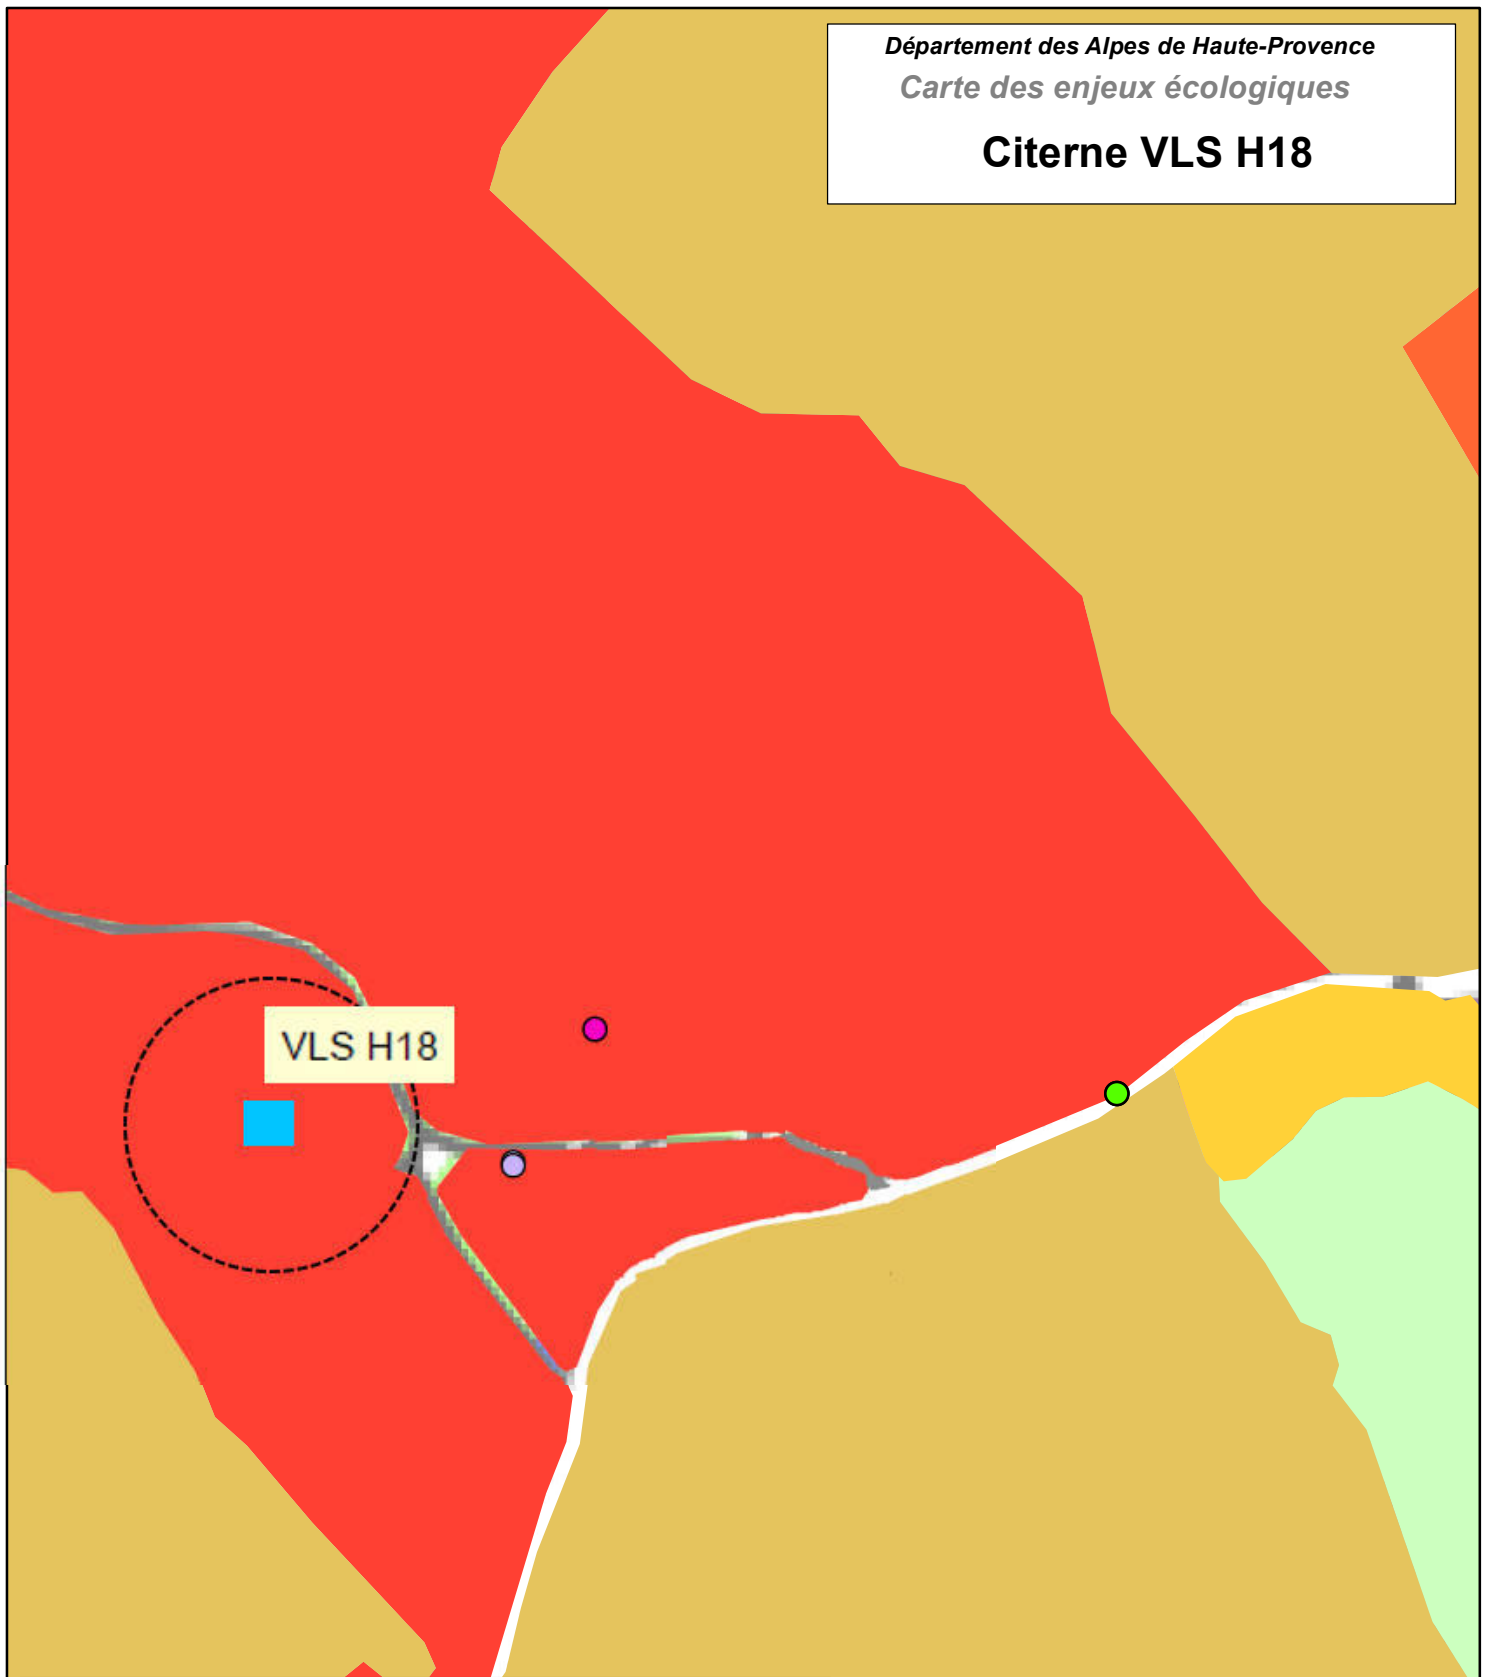 Département des Alpes de Haute-Provence
Carte des enjeux écologiques
Citerne VLS H18
VLS H18